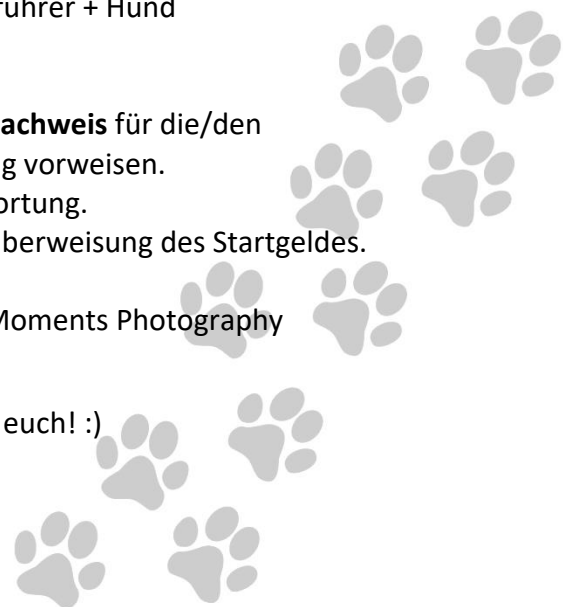 führer + Hund
achweis für die/den
g vorweisen.
ortung.
berweisung des Startgeldes.
Moments Photography
euch! :)